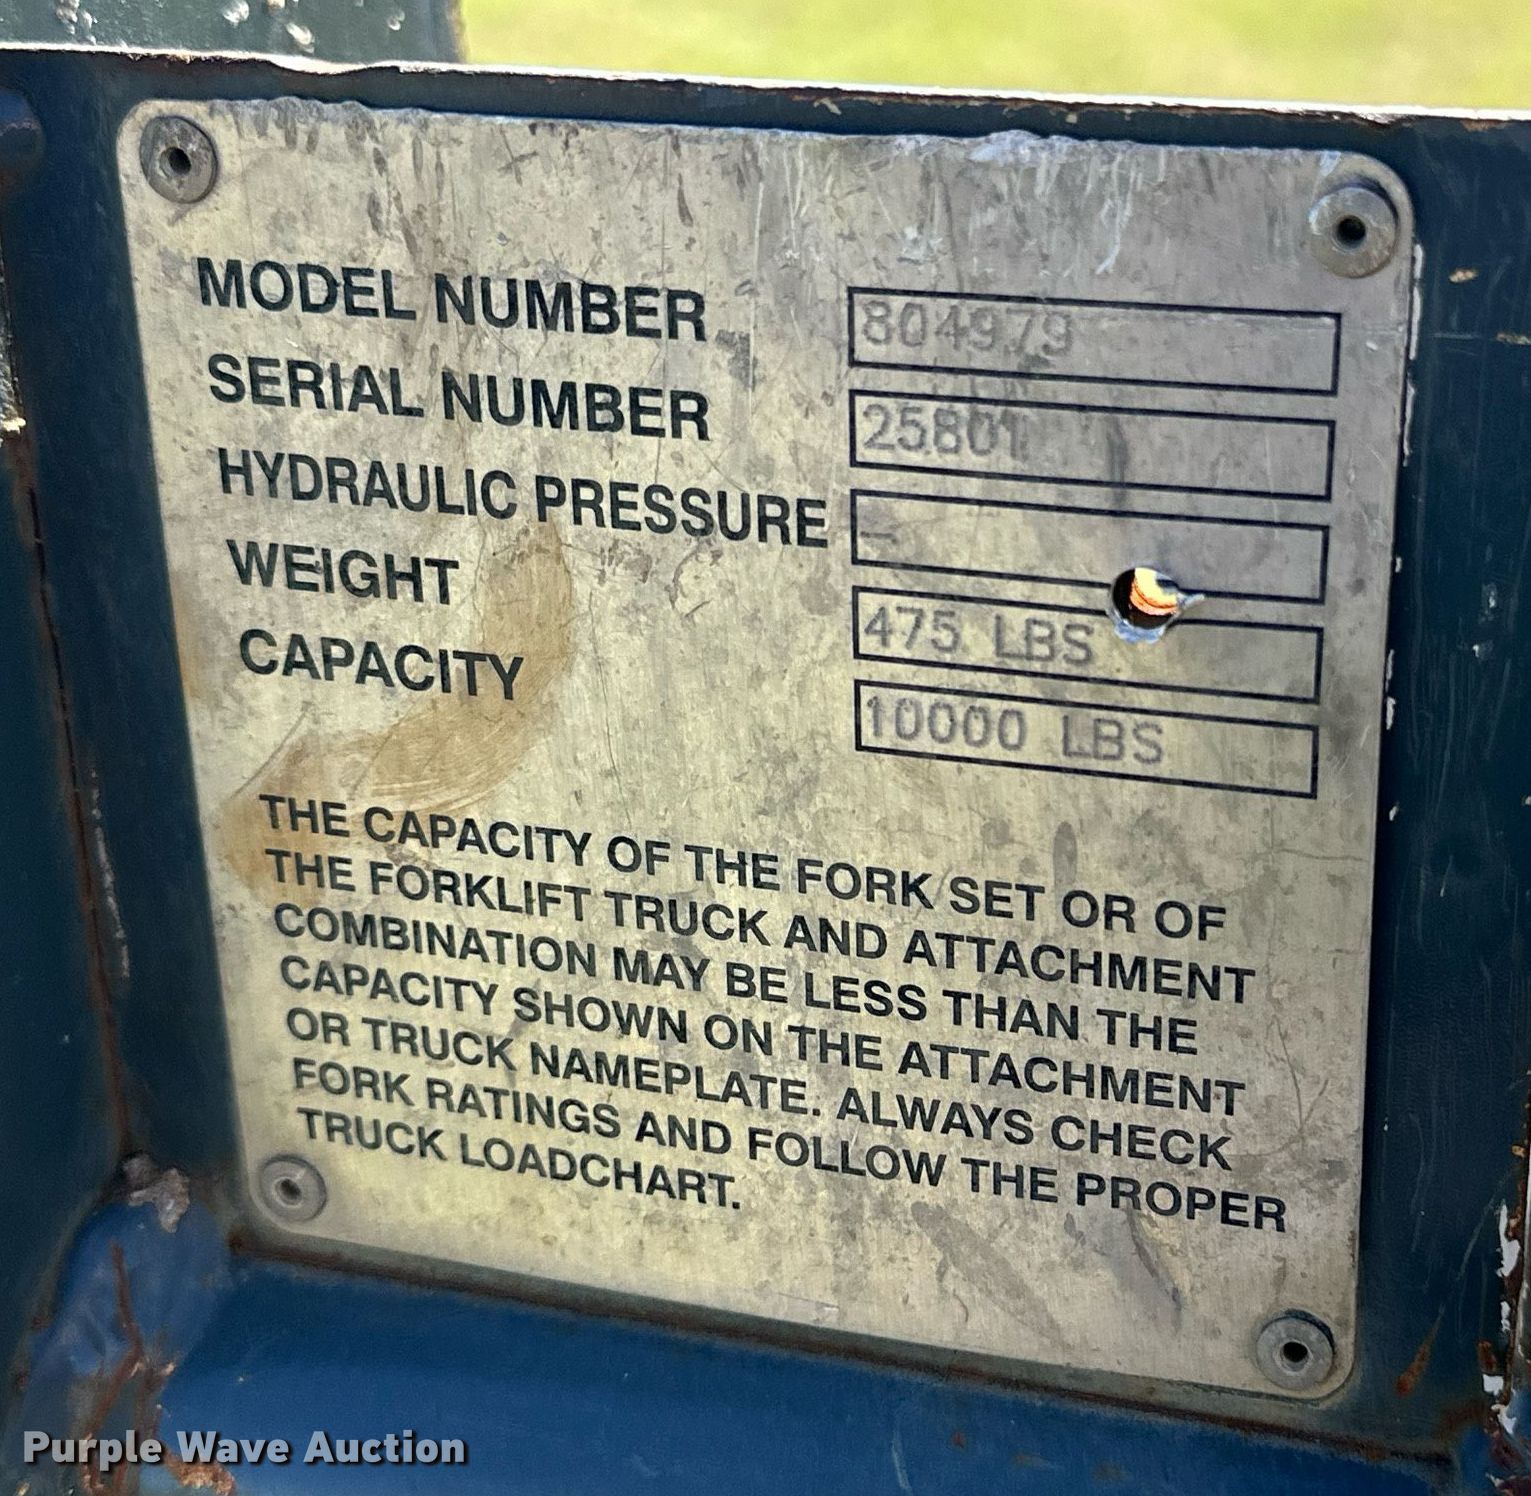 MODEL NUMBER 804979
SERIAL NUMBER 25801
HYDRAULIC PRESSURE -
WEIGHT 475 LBS
CAPACITY 10000 LBS
THE CAPACITY OF THE FORK SET OR OF
THE FORKLIFT TRUCK AND ATTACHMENT
COMBINATION MAY BE LESS THAN THE
CAPACITY SHOWN ON THE ATTACHMENT
OR TRUCK NAMEPLATE. ALWAYS CHECK
FORK RATINGS AND FOLLOW THE PROPER
TRUCK LOADCHART.
Purple Wave Auction